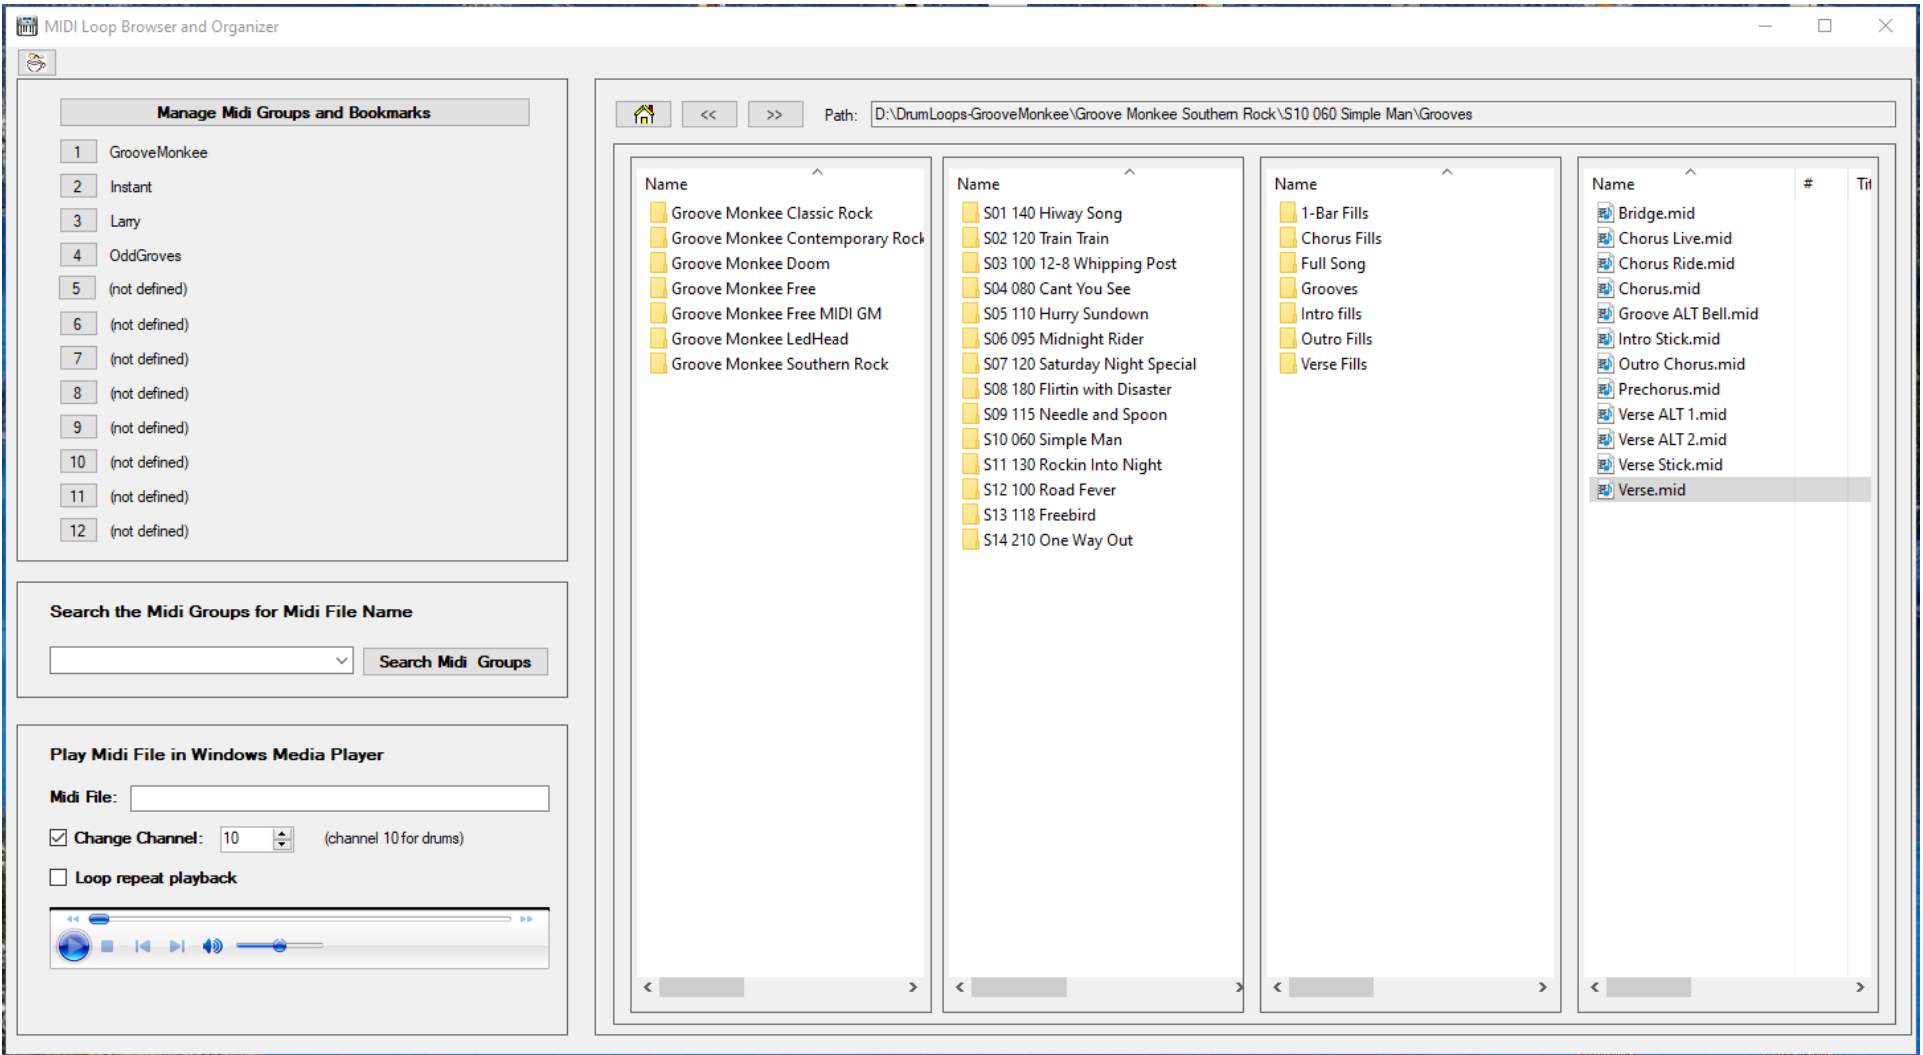 MIDI Loop Browser and Organizer
Manage Midi Groups and Bookmarks
1 GrooveMonkee
2 Instant
3 Larry
4 OddGroves
5 (not defined)
6 (not defined)
7 (not defined)
8 (not defined)
9 (not defined)
10 (not defined)
11 (not defined)
12 (not defined)
Search the Midi Groups for Midi File Name
Search Midi Groups
Play Midi File in Windows Media Player
Midi File:
Change Channel: 10 (channel 10 for drums)
Loop repeat playback
<< >> Path: D:\DrumLoops-GrooveMonkee\Groove Monkee Southern Rock\S10 060 Simple Man\Grooves
Name
Groove Monkee Classic Rock
Groove Monkee Contemporary Rock
Groove Monkee Doom
Groove Monkee Free
Groove Monkee Free MIDI GM
Groove Monkee LedHead
Groove Monkee Southern Rock
Name
S01 140 Hiway Song
S02 120 Train Train
S03 100 12-8 Whipping Post
S04 080 Cant You See
S05 110 Hurry Sundown
S06 095 Midnight Rider
S07 120 Saturday Night Special
S08 180 Flirtin with Disaster
S09 115 Needle and Spoon
S10 060 Simple Man
S11 130 Rockin Into Night
S12 100 Road Fever
S13 118 Freebird
S14 210 One Way Out
Name
1-Bar Fills
Chorus Fills
Full Song
Grooves
Intro fills
Outro Fills
Verse Fills
Name # Tit
Bridge.mid
Chorus Live.mid
Chorus Ride.mid
Chorus.mid
Groove ALT Bell.mid
Intro Stick.mid
Outro Chorus.mid
Prechorus.mid
Verse ALT 1.mid
Verse ALT 2.mid
Verse Stick.mid
Verse.mid